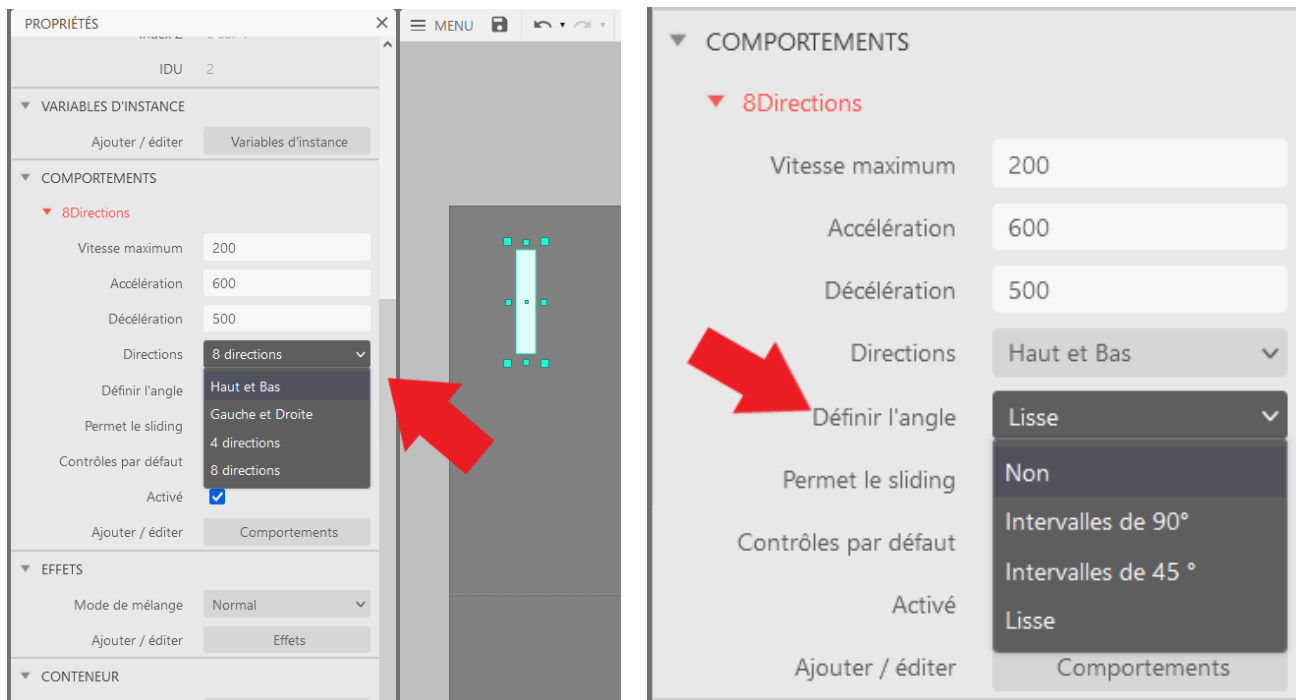 PROPRIÉTÉS
MENU
IDU 2
VARIABLES D'INSTANCE
Ajouter / éditer Variables d'instance
COMPORTEMENTS
8Directions
Vitesse maximum 200
Accélération 600
Décélération 500
Directions 8 directions
Définir l'angle Haut et Bas
Gauche et Droite
Permet le sliding
4 directions
Contrôles par défaut 8 directions
Activé
Ajouter / éditer Comportements
EFFETS
Mode de mélange Normal
Ajouter / éditer Effets
CONTENEUR
COMPORTEMENTS
8Directions
Vitesse maximum 200
Accélération 600
Décélération 500
Directions Haut et Bas
Définir l'angle Lisse
Permet le sliding Non
Intervalles de 90°
Contrôles par défaut
Intervalles de 45 °
Activé Lisse
Ajouter / éditer Comportements